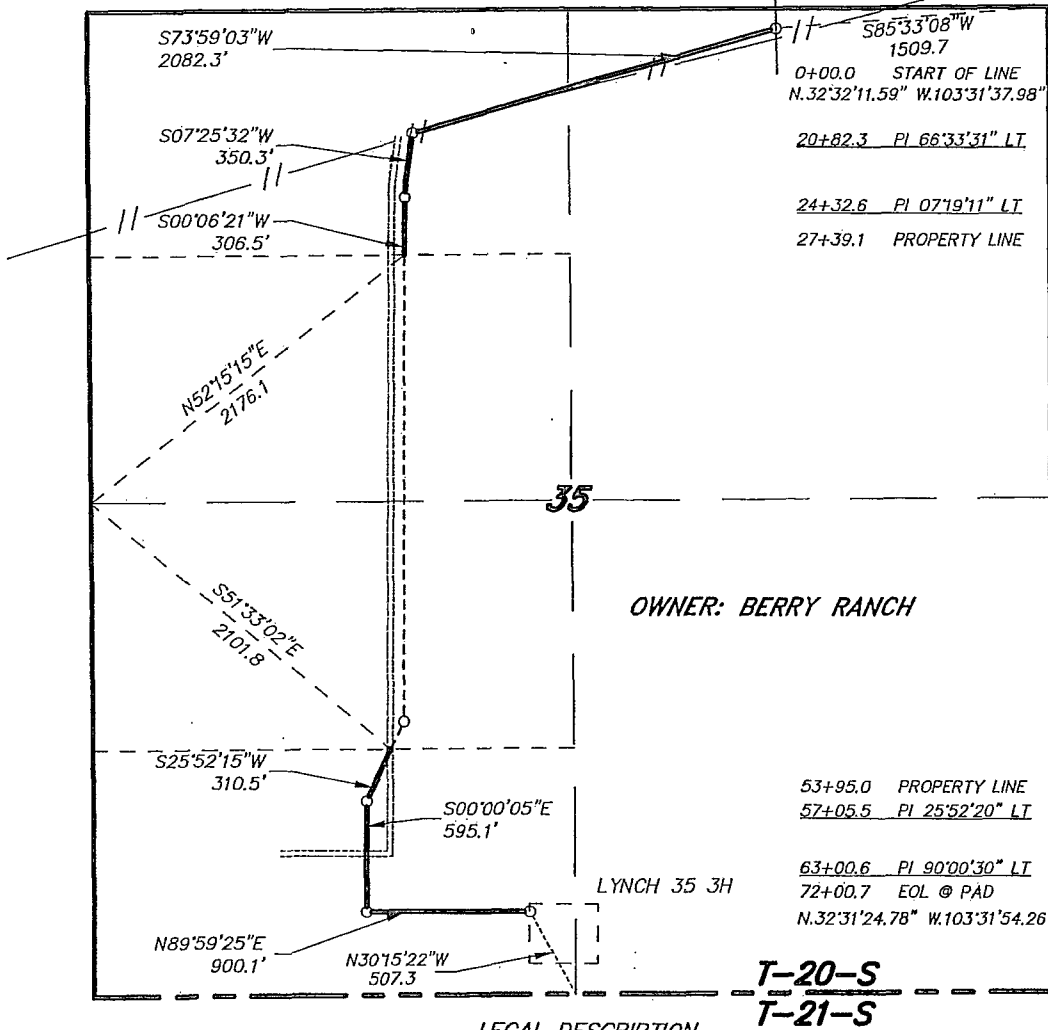 S73°59'03"W
2082.3'
S85°33'08"W
1509.7
0+00.0 START OF LINE
N.32°32'11.59" W.103°31'37.98"
S07°25'32"W
350.3'
20+82.3 PI 66°33'31" LT
24+32.6 PI 07°19'11" LT
S00°06'21"W
306.5'
27+39.1 PROPERTY LINE
N52°15'15"E
2176.1
35
S51°33'02"E
2101.8
OWNER: BERRY RANCH
S25°52'15"W
310.5'
53+95.0 PROPERTY LINE
57+05.5 PI 25°52'20" LT
S00°00'05"E
595.1'
63+00.6 PI 90°00'30" LT
72+00.7 EOL @ PAD
N.32°31'24.78" W.103°31'54.26
LYNCH 35 3H
N89°59'25"E
900.1'
N30°15'22"W
507.3
T-20-S
T-21-S
LEGAL DESCRIPTION